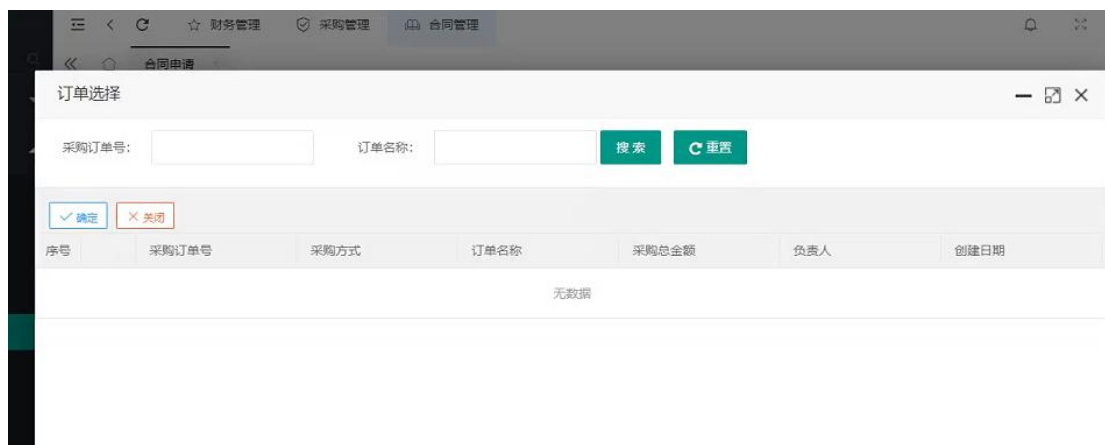 财务管理 采购管理 合同管理
合同申请
订单选择
采购订单号: 订单名称: 搜索 重置
确定 关闭
序号 采购订单号 采购方式 订单名称 采购总金额 负责人 创建日期
无数据